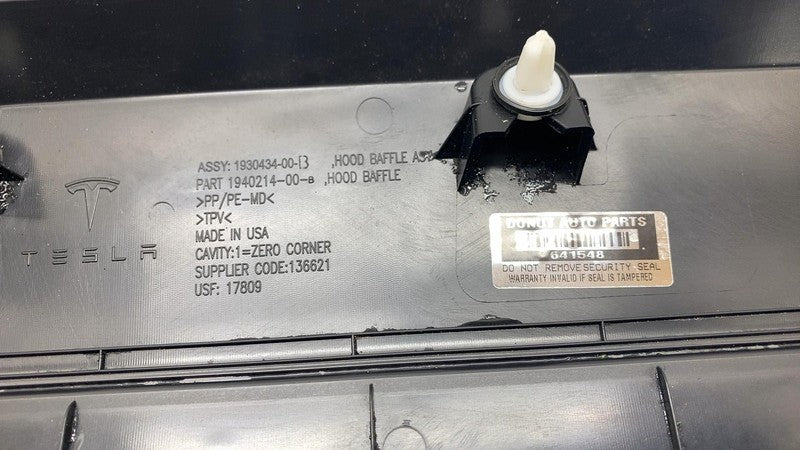 TESLA
ASSY: 1930434-00-B ,HOOD BAFFLE
PART 1940214-00-B ,HOOD BAFFLE
>PP/PE-MD<
>TPV<
MADE IN USA
CAVITY:1=ZERO CORNER
SUPPLIER CODE:136621
USF: 17809
DONUT AUTO PARTS
641548
DO NOT REMOVE SECURITY SEAL
WARRANTY INVALID IF SEAL IS TAMPERED